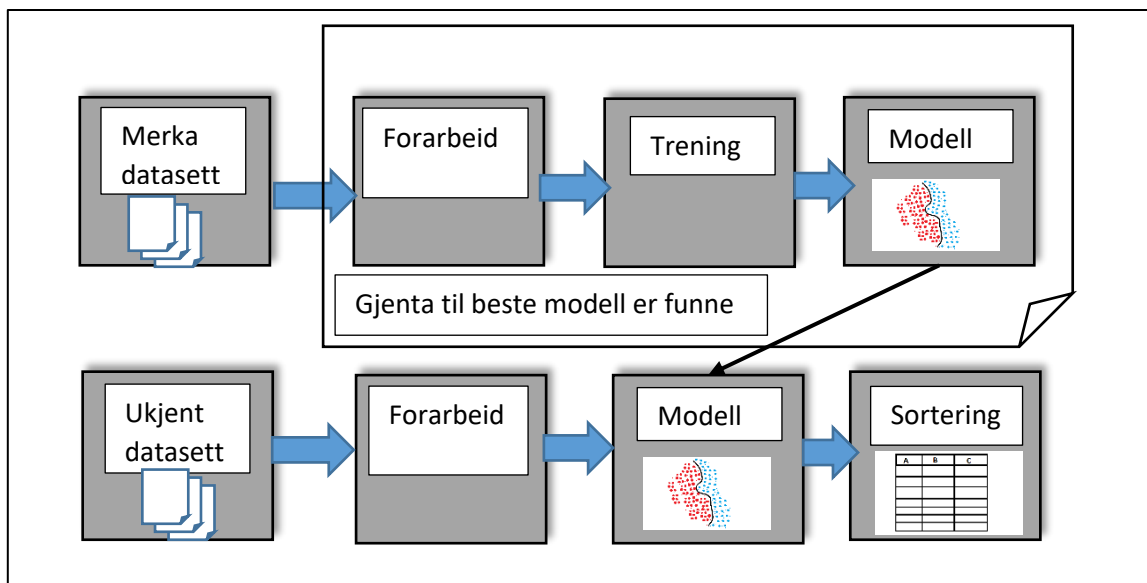 Merka
datasett
Forarbeid
Trening
Modell
Gjenta til beste modell er funne
Ukjent
datasett
Forarbeid
Modell
Sortering
A B C